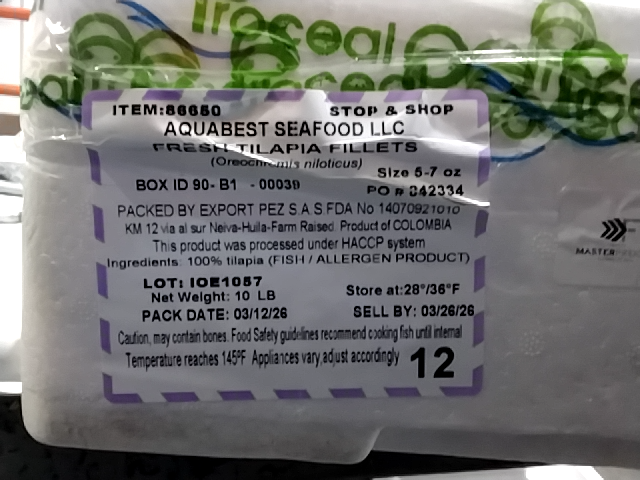 Troceal
Troceal
ITEM:86650 STOP & SHOP
AQUABEST SEAFOOD LLC
FRESH TILAPIA FILLETS
(Oreochromis niloticus)
Size 5-7 oz
BOX ID 90- B1 - 00039
PO # 342334
PACKED BY EXPORT PEZ S.A.S.FDA No 14070921010
KM 12 via al sur Neiva-Huila-Farm Raised. Product of COLOMBIA
This product was processed under HACCP system
Ingredients: 100% tilapia (FISH / ALLERGEN PRODUCT)
LOT: IOE1057
Net Weight: 10 LB
Store at:28°/36°F
PACK DATE: 03/12/26
SELL BY: 03/26/26
Caution, may contain bones. Food Safety guidelines recommend cooking fish until internal
Temperature reaches 145ºF Appliances vary,adjust accordingly
12